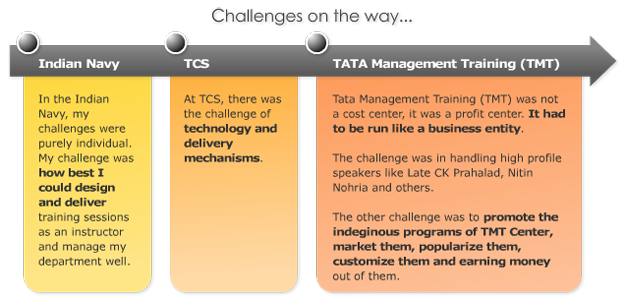 Challenges on the way...
Indian Navy
In the Indian
Navy, my
challenges were
purely individual.
My challenge was
how best I
could design
and deliver
training sessions
as an instructor
and manage my
department well.
TCS
At TCS, there was
the challenge of
technology and
delivery
mechanisms.
TATA Management Training (TMT)
Tata Management Training (TMT) was not
a cost center, it was a profit center. It had
to be run like a business entity.
The challenge was in handling high profile
speakers like Late CK Prahalad, Nitin
Nohria and others.
The other challenge was to promote the
indeginous programs of TMT Center,
market them, popularize them,
customize them and earning money
out of them.